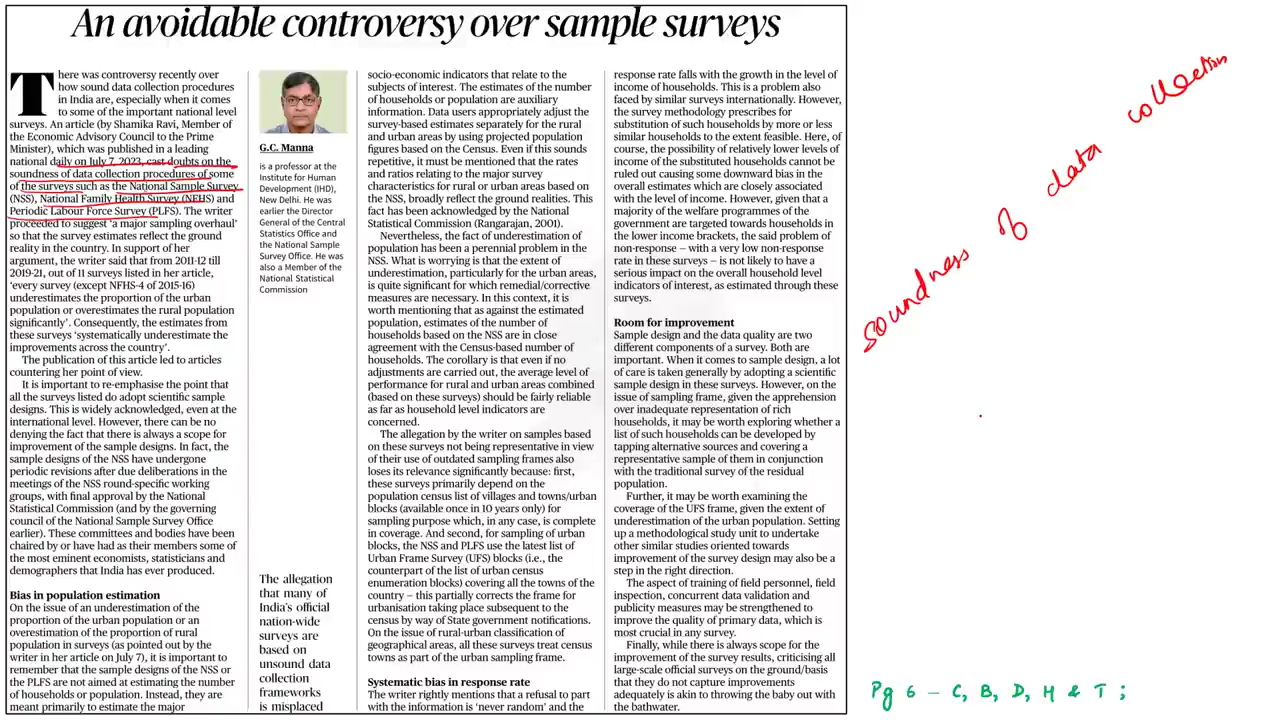 An avoidable controversy over sample surveys
There was controversy recently over
how sound data collection procedures
in India are, especially when it comes
to some of the important national level
surveys. An article (by Shamika Ravi, Member of
the Economic Advisory Council to the Prime
Minister), which was published in a leading
national daily on July 7, 2023, cast doubts on the
soundness of data collection procedures of some
of the surveys such as the National Sample Survey
(NSS), National Family Health Survey (NFHS) and
Periodic Labour Force Survey (PLFS). The writer
proceeded to suggest ‘a major sampling overhaul’
so that the survey estimates reflect the ground
reality in the country. In support of her
argument, the writer said that from 2011-12 till
2019-21, out of 11 surveys listed in her article,
‘every survey (except NFHS-4 of 2015-16)
underestimates the proportion of the urban
population or overestimates the rural population
significantly’. Consequently, the estimates from
these surveys ‘systematically underestimate the
improvements across the country’.
The publication of this article led to articles
countering her point of view.
It is important to re-emphasise the point that
all the surveys listed do adopt scientific sample
designs. This is widely acknowledged, even at the
international level. However, there can be no
denying the fact that there is always a scope for
improvement of the sample designs. In fact, the
sample designs of the NSS have undergone
periodic revisions after due deliberations in the
meetings of the NSS round-specific working
groups, with final approval by the National
Statistical Commission (and by the governing
council of the National Sample Survey Office
earlier). These committees and bodies have been
chaired by or have had as their members some of
the most eminent economists, statisticians and
demographers that India has ever produced.
Bias in population estimation
On the issue of an underestimation of the
proportion of the urban population or an
overestimation of the proportion of rural
population in surveys (as pointed out by the
writer in her article on July 7), it is important to
remember that the sample designs of the NSS or
the PLFS are not aimed at estimating the number
of households or population. Instead, they are
meant primarily to estimate the major
G.C. Manna
is a professor at the
Institute for Human
Development (IHD),
New Delhi. He was
earlier the Director
General of the Central
Statistics Office and
the National Sample
Survey Office. He was
also a Member of the
National Statistical
Commission
The allegation
that many of
India’s official
nation-wide
surveys are
based on
unsound data
collection
frameworks
is misplaced
socio-economic indicators that relate to the
subjects of interest. The estimates of the number
of households or population are auxiliary
information. Data users appropriately adjust the
survey-based estimates separately for the rural
and urban areas by using projected population
figures based on the Census. Even if this sounds
repetitive, it must be mentioned that the rates
and ratios relating to the major survey
characteristics for rural or urban areas based on
the NSS, broadly reflect the ground realities. This
fact has been acknowledged by the National
Statistical Commission (Rangarajan, 2001).
Nevertheless, the fact of underestimation of
population has been a perennial problem in the
NSS. What is worrying is that the extent of
underestimation, particularly for the urban areas,
is quite significant for which remedial/corrective
measures are necessary. In this context, it is
worth mentioning that as against the estimated
population, estimates of the number of
households based on the NSS are in close
agreement with the Census-based number of
households. The corollary is that even if no
adjustments are carried out, the average level of
performance for rural and urban areas combined
(based on these surveys) should be fairly reliable
as far as household level indicators are
concerned.
The allegation by the writer on samples based
on these surveys not being representative in view
of their use of outdated sampling frames also
loses its relevance significantly because: first,
these surveys primarily depend on the
population census list of villages and towns/urban
blocks (available once in 10 years only) for
sampling purpose which, in any case, is complete
in coverage. And second, for sampling of urban
blocks, the NSS and PLFS use the latest list of
Urban Frame Survey (UFS) blocks (i.e., the
counterpart of the list of urban census
enumeration blocks) covering all the towns of the
country – this partially corrects the frame for
urbanisation taking place subsequent to the
census by way of State government notifications.
On the issue of rural-urban classification of
geographical areas, all these surveys treat census
towns as part of the urban sampling frame.
Systematic bias in response rate
The writer rightly mentions that a refusal to part
with the information is ‘never random’ and the
response rate falls with the growth in the level of
income of households. This is a problem also
faced by similar surveys internationally. However,
the survey methodology prescribes for
substitution of such households by more or less
similar households to the extent feasible. Here, of
course, the possibility of relatively lower levels of
income of the substituted households cannot be
ruled out causing some downward bias in the
overall estimates which are closely associated
with the level of income. However, given that a
majority of the welfare programmes of the
government are targeted towards households in
the lower income brackets, the said problem of
non-response – with a very low non-response
rate in these surveys – is not likely to have a
serious impact on the overall household level
indicators of interest, as estimated through these
surveys.
Room for improvement
Sample design and the data quality are two
different components of a survey. Both are
important. When it comes to sample design, a lot
of care is taken generally by adopting a scientific
sample design in these surveys. However, on the
issue of sampling frame, given the apprehension
over inadequate representation of rich
households, it may be worth exploring whether a
list of such households can be developed by
tapping alternative sources and covering a
representative sample of them in conjunction
with the traditional survey of the residual
population.
Further, it may be worth examining the
coverage of the UFS frame, given the extent of
underestimation of the urban population. Setting
up a methodological study unit to undertake
other similar studies oriented towards
improvement of the survey design may also be a
step in the right direction.
The aspect of training of field personnel, field
inspection, concurrent data validation and
publicity measures may be strengthened to
improve the quality of primary data, which is
most crucial in any survey.
Finally, while there is always scope for the
improvement of the survey results, criticising all
large-scale official surveys on the ground/basis
that they do not capture improvements
adequately is akin to throwing the baby out with
the bathwater.
soundness of data collection
Pg 6 – C, B, D, H & T ;